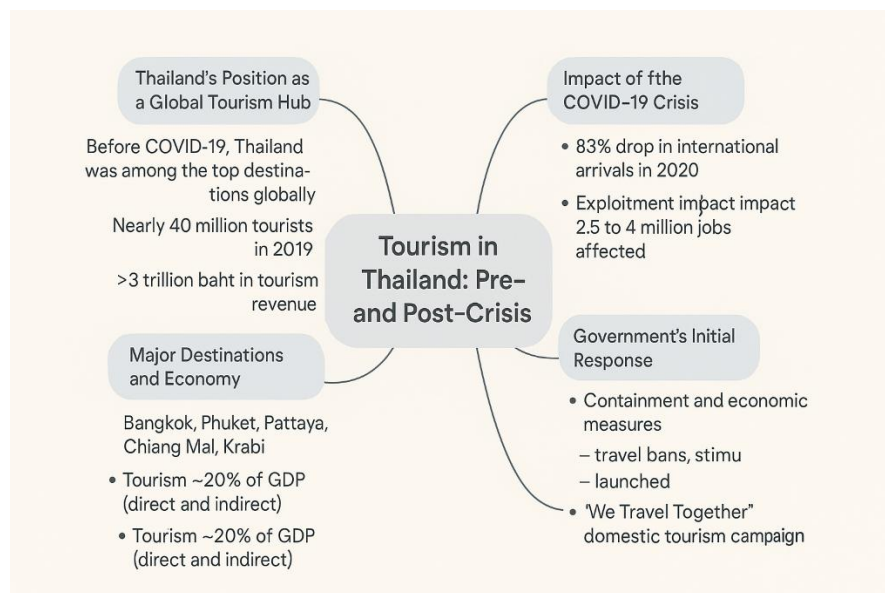 Thailand's Position as
a Global Tourism Hub
Before COVID-19, Thailand
was among the top destina-
tions globally
Nearly 40 million tourists
in 2019
>3 trillion baht in tourism
revenue
Major Destinations
and Economy
Bangkok, Phuket, Pattaya,
Chiang Mal, Krabi
• Tourism ~20% of GDP
(direct and indirect)
• Tourism ~20% of GDP
(direct and indirect)
Tourism in
Thailand: Pre-
and Post-Crisis
Impact of fthe
COVID-19 Crisis
• 83% drop in international
arrivals in 2020
• Exploitment impact impact
2.5 to 4 million jobs
affected
Government's Initial
Response
• Containment and economic
measures
– travel bans, stimu
– launched
• 'We Travel Together"
domestic tourism campaign